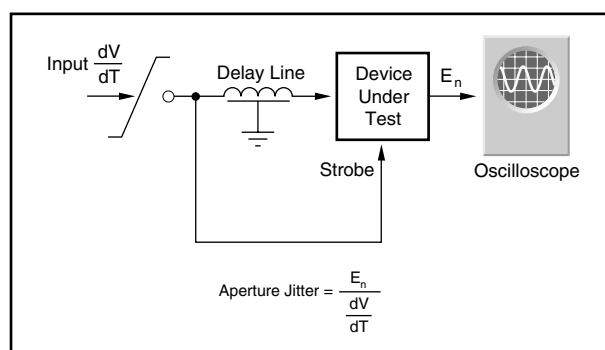 Input dV
dT
Delay Line
Device
Under
Test
E_n
Strobe
Oscilloscope
Aperture Jitter = E_n
dV
dT